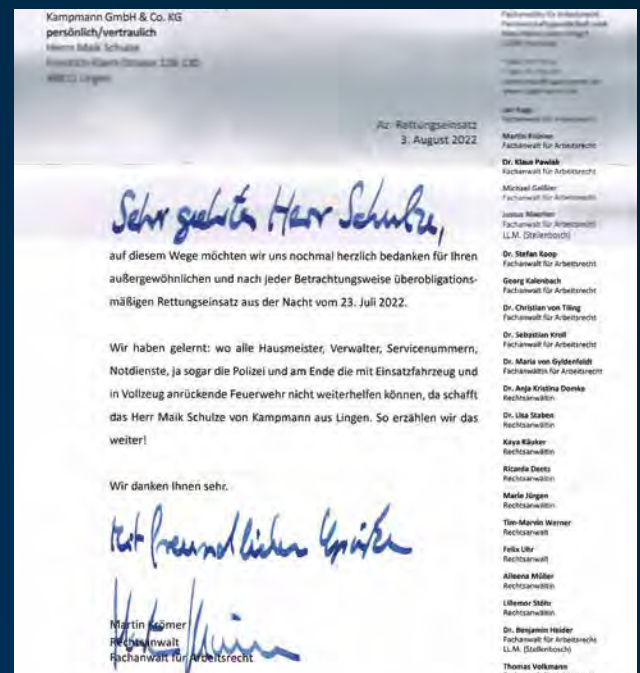 Kampmann GmbH & Co. KG
persönlich/vertraulich
Herrn Maik Schulze
Lingen
Az: Rettungseinsatz
3. August 2022
Sehr geehrter Herr Schulze,
auf diesem Wege möchten wir uns nochmal herzlich bedanken für Ihren
außergewöhnlichen und nach jeder Betrachtungsweise überobligations-
mäßigen Rettungseinsatz aus der Nacht vom 23. Juli 2022.
Wir haben gelernt: wo alle Hausmeister, Verwalter, Servicenummern,
Notdienste, ja sogar die Polizei und am Ende die mit Einsatzfahrzeug und
in Vollzeug anrückende Feuerwehr nicht weiterhelfen können, da schafft
das Herr Maik Schulze von Kampmann aus Lingen. So erzählen wir das
weiter!
Wir danken Ihnen sehr.
Mit freundlichen Grüßen
Martin Krömer
Rechtsanwalt
Fachanwalt für Arbeitsrecht
Martin Krömer
Fachanwalt für Arbeitsrecht
Dr. Klaus Pawlak
Fachanwalt für Arbeitsrecht
Michael Geißler
Fachanwalt für Arbeitsrecht
Fachanwalt für Arbeitsrecht
LL.M. (Stellenbosch)
Dr. Stefan Koop
Fachanwalt für Arbeitsrecht
Georg Kalenbach
Fachanwalt für Arbeitsrecht
Dr. Christian von Tiling
Fachanwalt für Arbeitsrecht
Dr. Sebastian Kroll
Fachanwalt für Arbeitsrecht
Dr. Maria von Gyldenfeldt
Fachanwältin für Arbeitsrecht
Dr. Anja Kristina Domke
Rechtsanwältin
Dr. Lisa Staben
Rechtsanwältin
Kaya Käuker
Rechtsanwältin
Ricarda Deetz
Rechtsanwältin
Marie Jürgen
Rechtsanwältin
Tim-Marvin Werner
Rechtsanwalt
Felix Uhr
Rechtsanwalt
Aileena Müller
Rechtsanwältin
Lillemor Stöhr
Rechtsanwältin
Dr. Benjamin Heider
Fachanwalt für Arbeitsrecht
LL.M. (Stellenbosch)
Thomas Volkmann